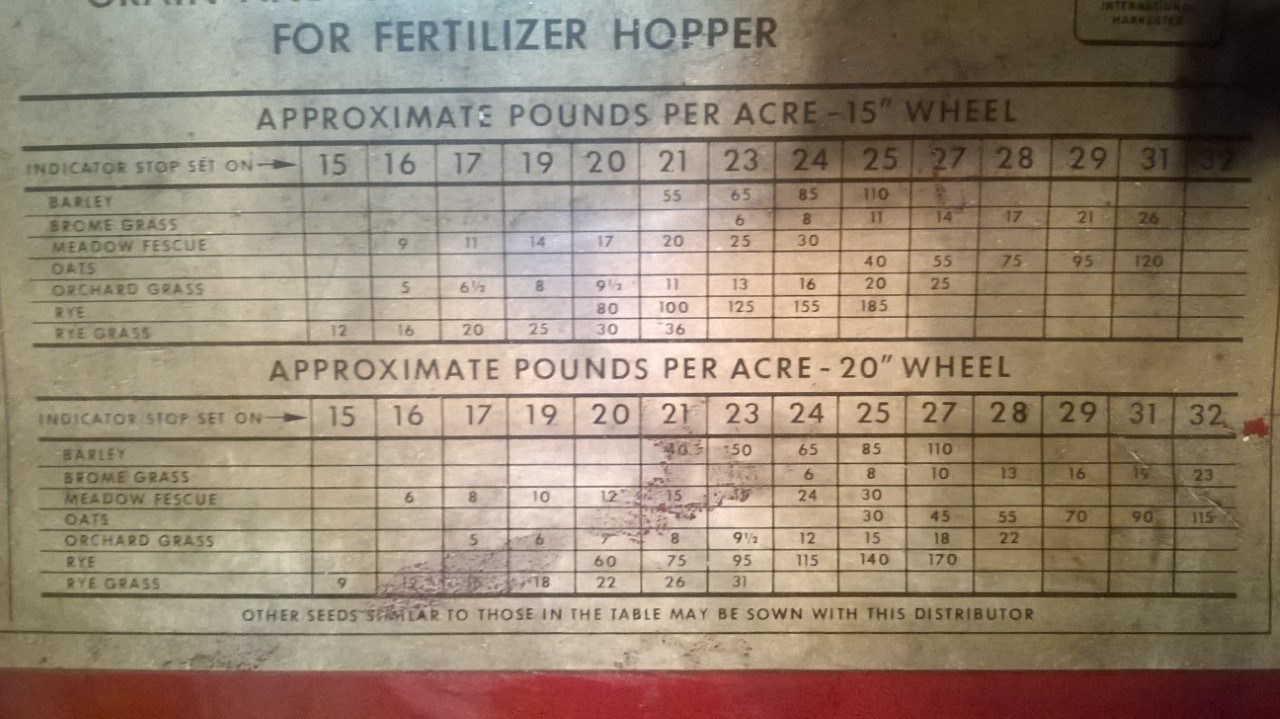 FOR FERTILIZER HOPPER
INTERNATIONAL
HARVESTER
APPROXIMATE POUNDS PER ACRE - 15" WHEEL
INDICATOR STOP SET ON 15 16 17 19 20 21 23 24 25 27 28 29 31 32
BARLEY 55 65 85 110
BROME GRASS 6 8 11 14 17 21 26
MEADOW FESCUE 9 11 14 17 20 25 30
OATS 40 55 75 95 120
ORCHARD GRASS 5 6½ 8 9½ 11 13 16 20 25
RYE 80 100 125 155 185
RYE GRASS 12 16 20 25 30 36
APPROXIMATE POUNDS PER ACRE - 20" WHEEL
INDICATOR STOP SET ON 15 16 17 19 20 21 23 24 25 27 28 29 31 32
BARLEY 40 50 65 85 110
BROME GRASS 6 8 10 13 16 19 23
MEADOW FESCUE 6 8 10 12 15 24 30
OATS 30 45 55 70 90 115
ORCHARD GRASS 5 6 7 8 9½ 12 15 18 22
RYE 60 75 95 115 140 170
RYE GRASS 9 12 18 22 26 31
OTHER SEEDS SIMILAR TO THOSE IN THE TABLE MAY BE SOWN WITH THIS DISTRIBUTOR